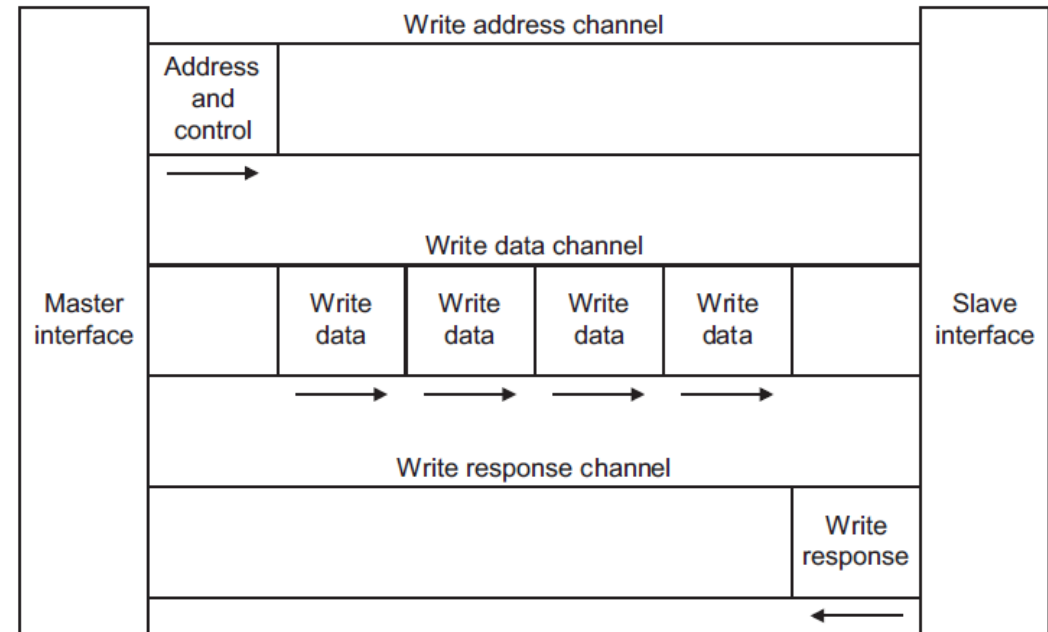 Write address channel
Address
and
control
Write data channel
Master
interface
Write
data
Write
data
Write
data
Write
data
Slave
interface
Write response channel
Write
response